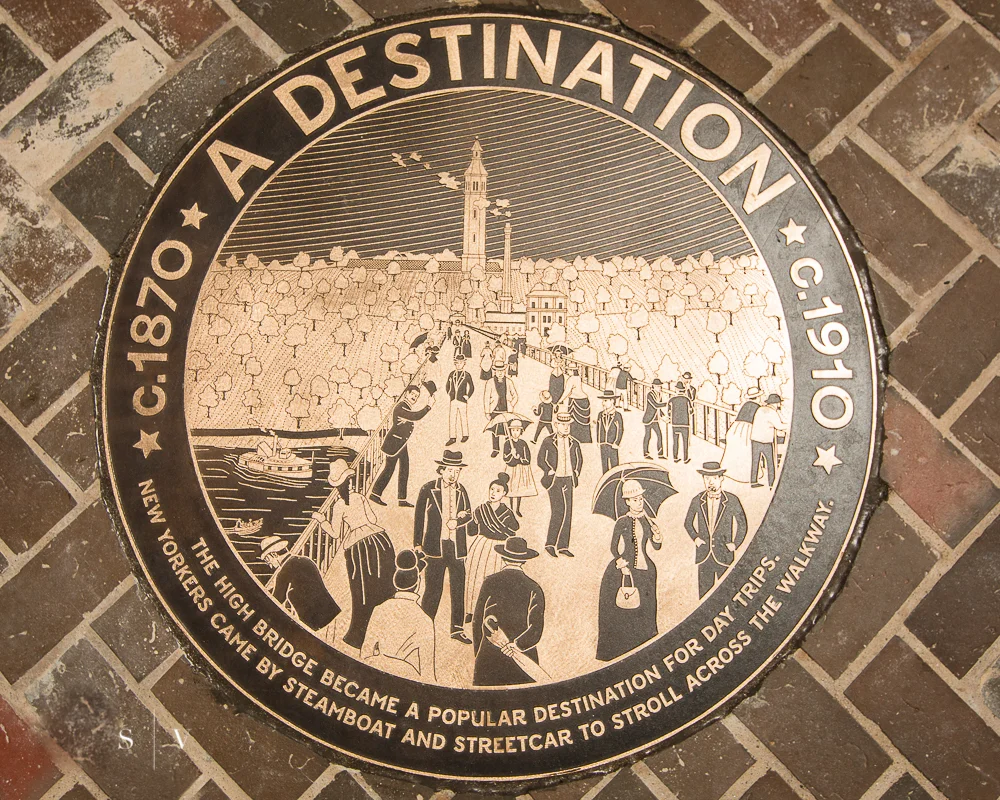 A DESTINATION
c.1870
c.1910
THE HIGH BRIDGE BECAME A POPULAR DESTINATION FOR DAY TRIPS.
NEW YORKERS CAME BY STEAMBOAT AND STREETCAR TO STROLL ACROSS THE WALKWAY.
S | V